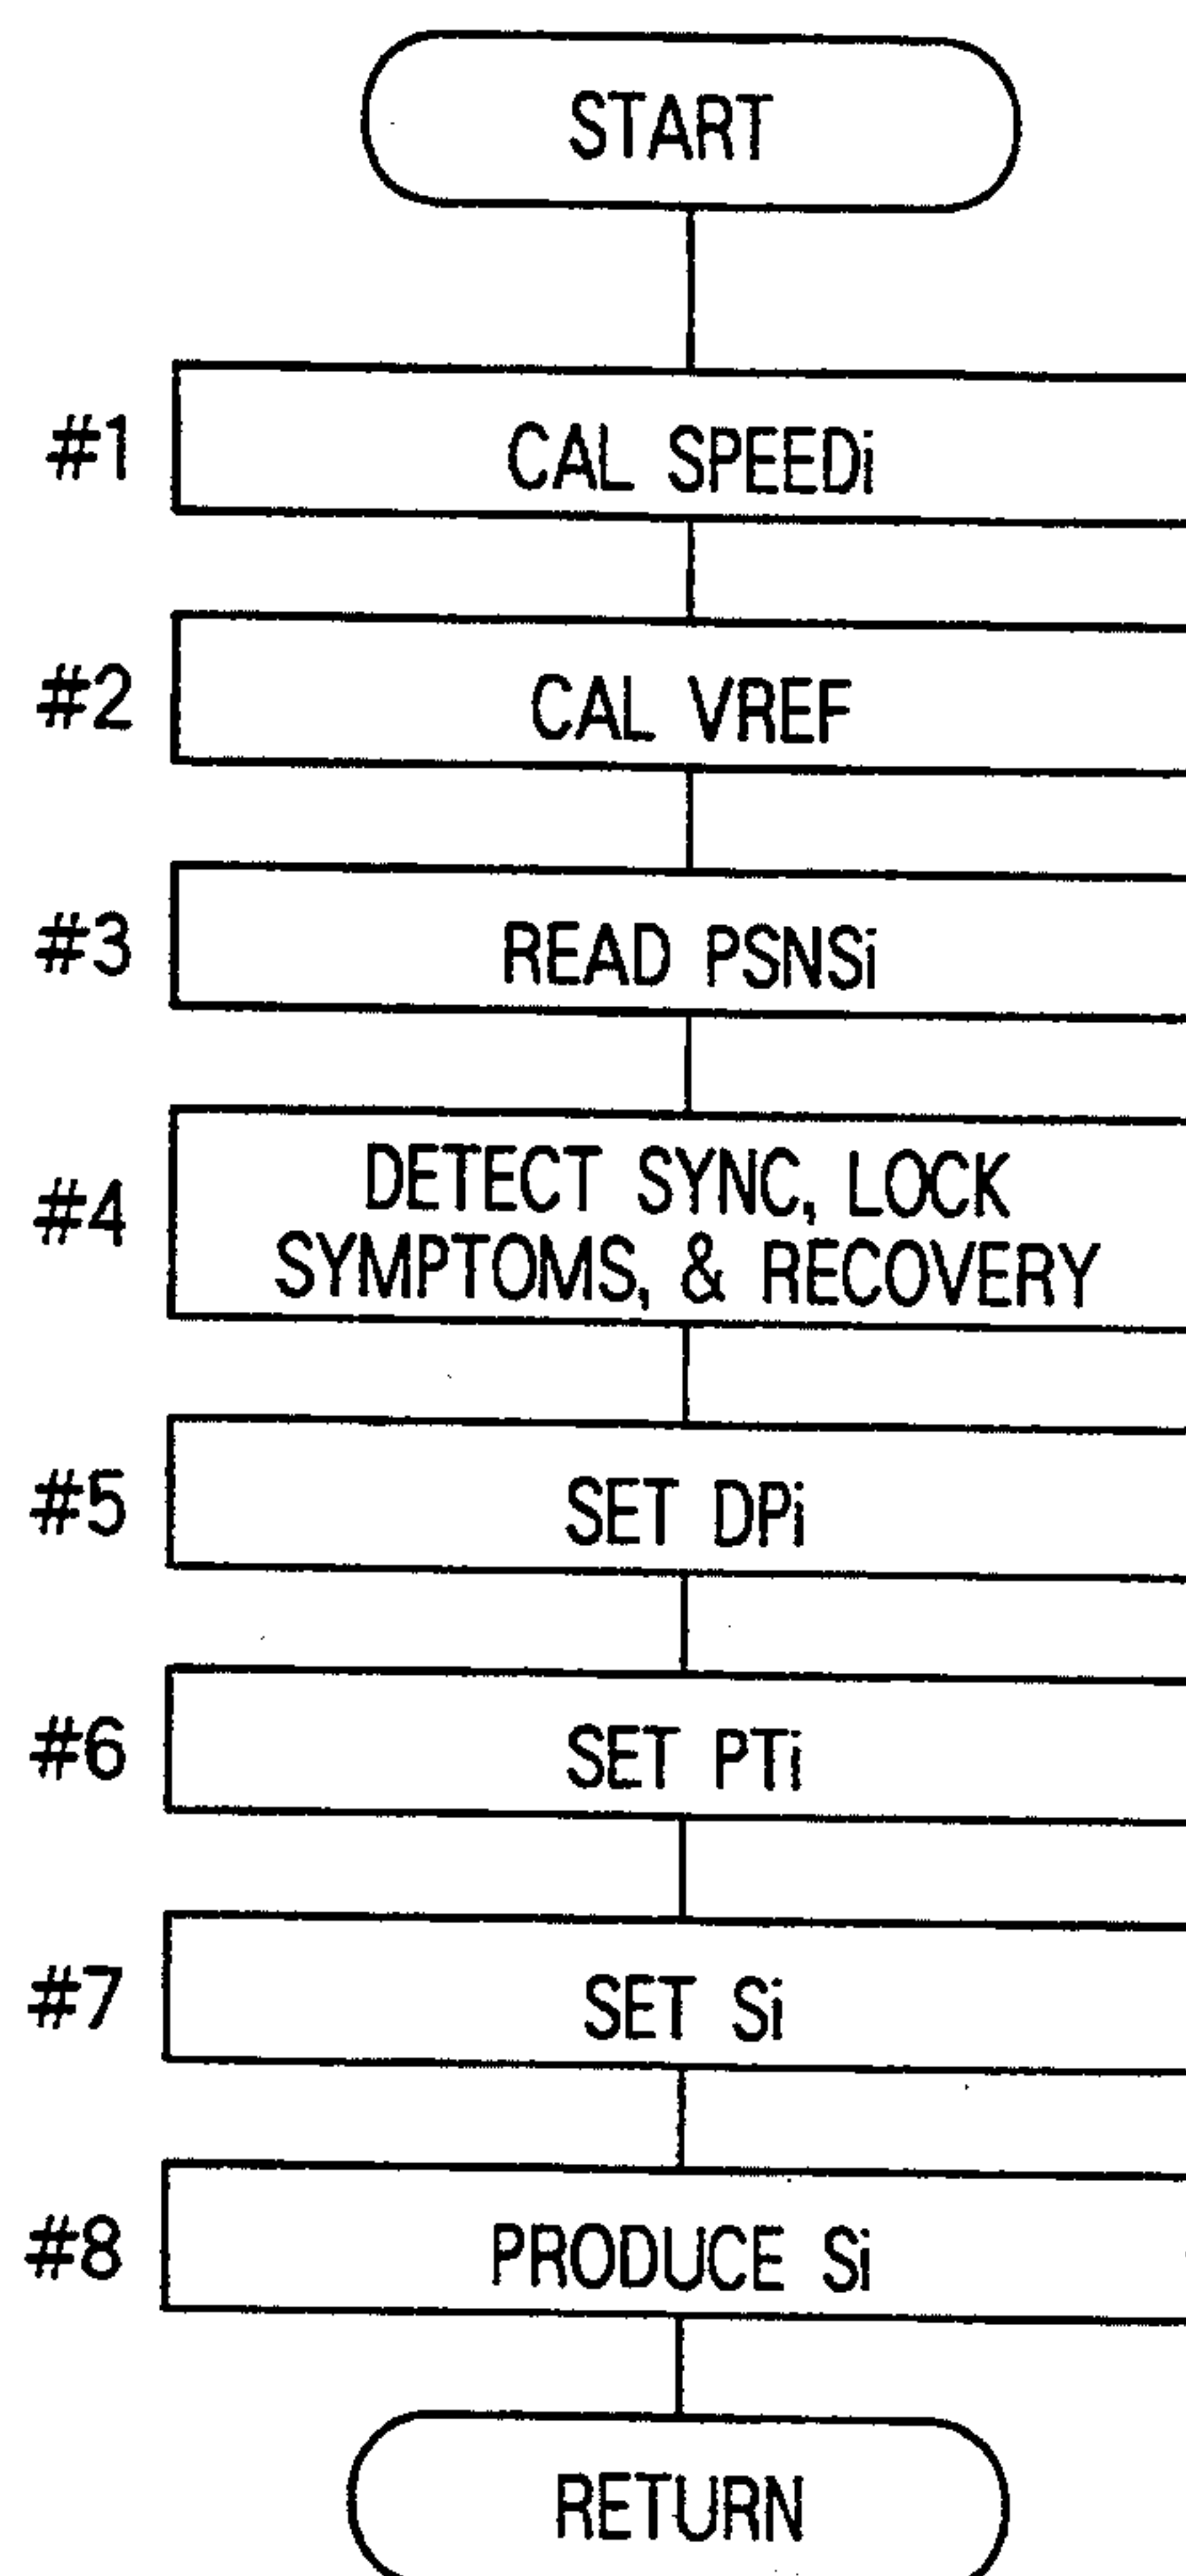 START
#1 CAL SPEEDi
#2 CAL VREF
#3 READ PSNSi
#4 DETECT SYNC, LOCK
SYMPTOMS, & RECOVERY
#5 SET DPi
#6 SET PTi
#7 SET Si
#8 PRODUCE Si
RETURN